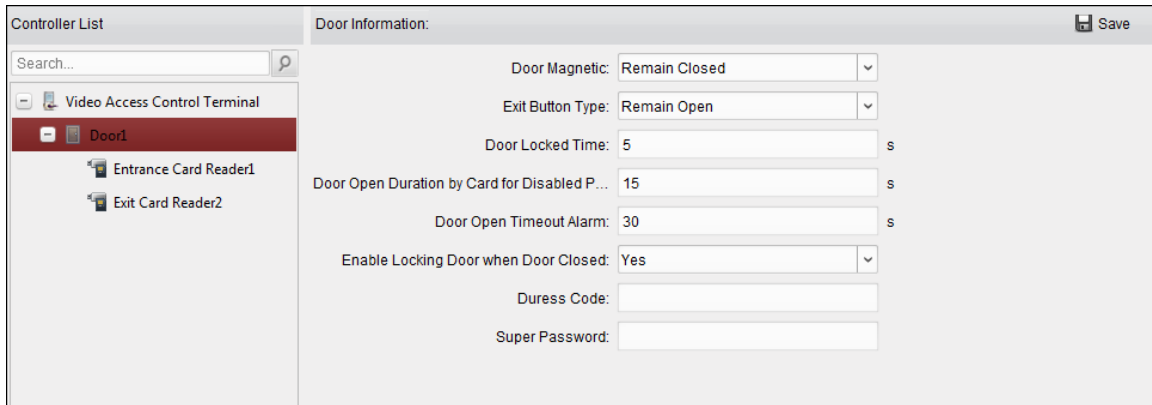 Controller List
Door Information:
Save
Search...
Video Access Control Terminal
Door1
Entrance Card Reader1
Exit Card Reader2
Door Magnetic: Remain Closed
Exit Button Type: Remain Open
Door Locked Time: 5 s
Door Open Duration by Card for Disabled P... 15 s
Door Open Timeout Alarm: 30 s
Enable Locking Door when Door Closed: Yes
Duress Code:
Super Password: